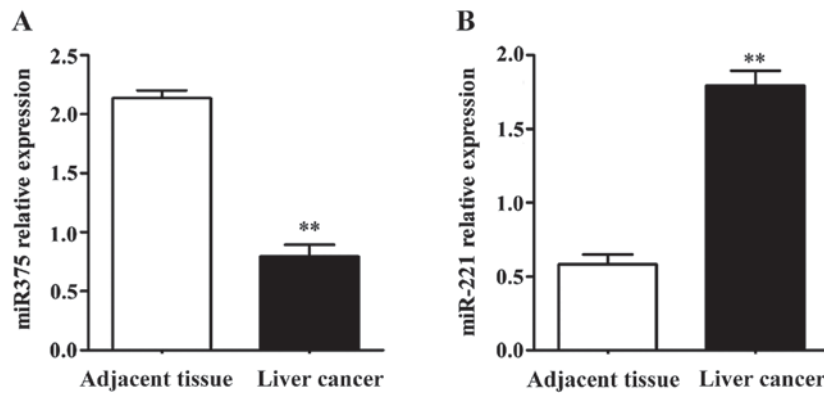 A
miR375 relative expression
2.5
2.0
1.5
1.0
0.5
0.0
**
Adjacent tissue
Liver cancer
B
miR-221 relative expression
2.0
1.5
1.0
0.5
0.0
**
Adjacent tissue
Liver cancer